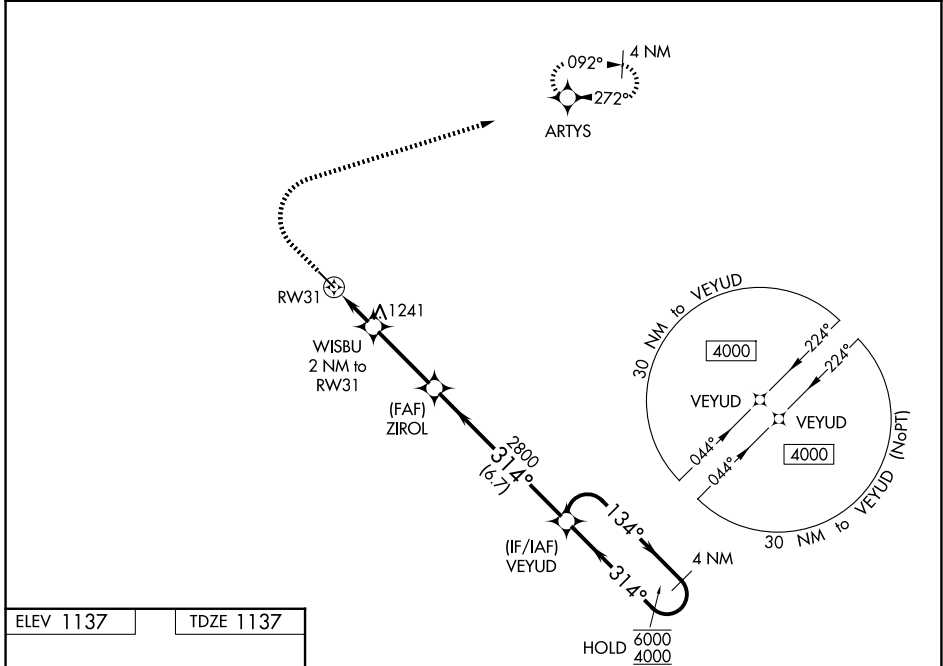 092°
4 NM
272°
ARTYS
RW31
1241
WISBU
2 NM to
RW31
(FAF)
ZIROL
2800
314°
(6.7)
(IF/IAF)
VEYUD
134°
314°
4 NM
HOLD 6000
4000
30 NM to VEYUD
4000
224°
224°
VEYUD
VEYUD
044°
044°
4000
30 NM to VEYUD (NoPT)
ELEV 1137
TDZE 1137